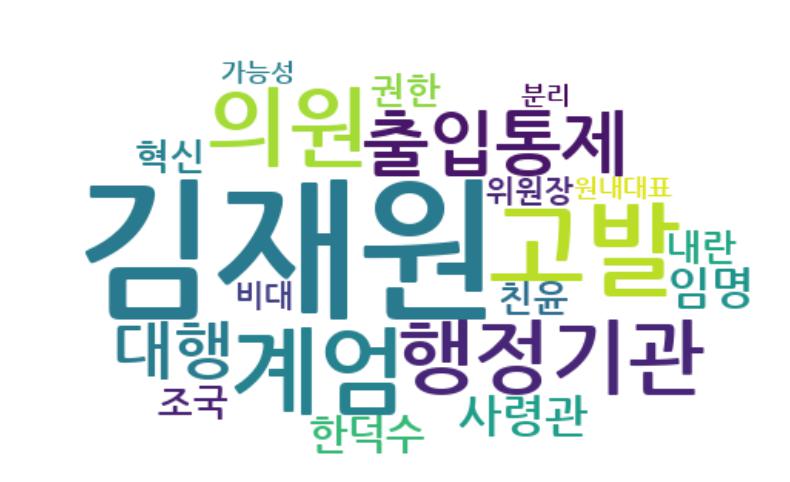 가능성
권한
분리
의원
출입통제
혁신
위원장
원내대표
김재원
고발
내란
임명
비대
친윤
대행
계엄
행정기관
조국
한덕수
사령관